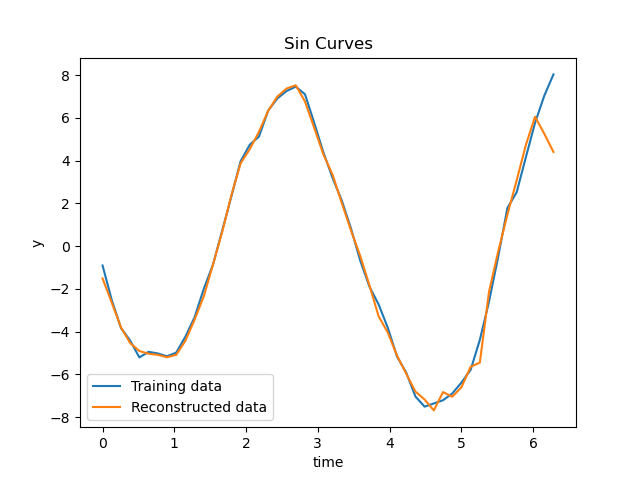 Sin Curves
8
6
4
2
0
−2
−4
−6
−8
y
Training data
Reconstructed data
0 1 2 3 4 5 6
time